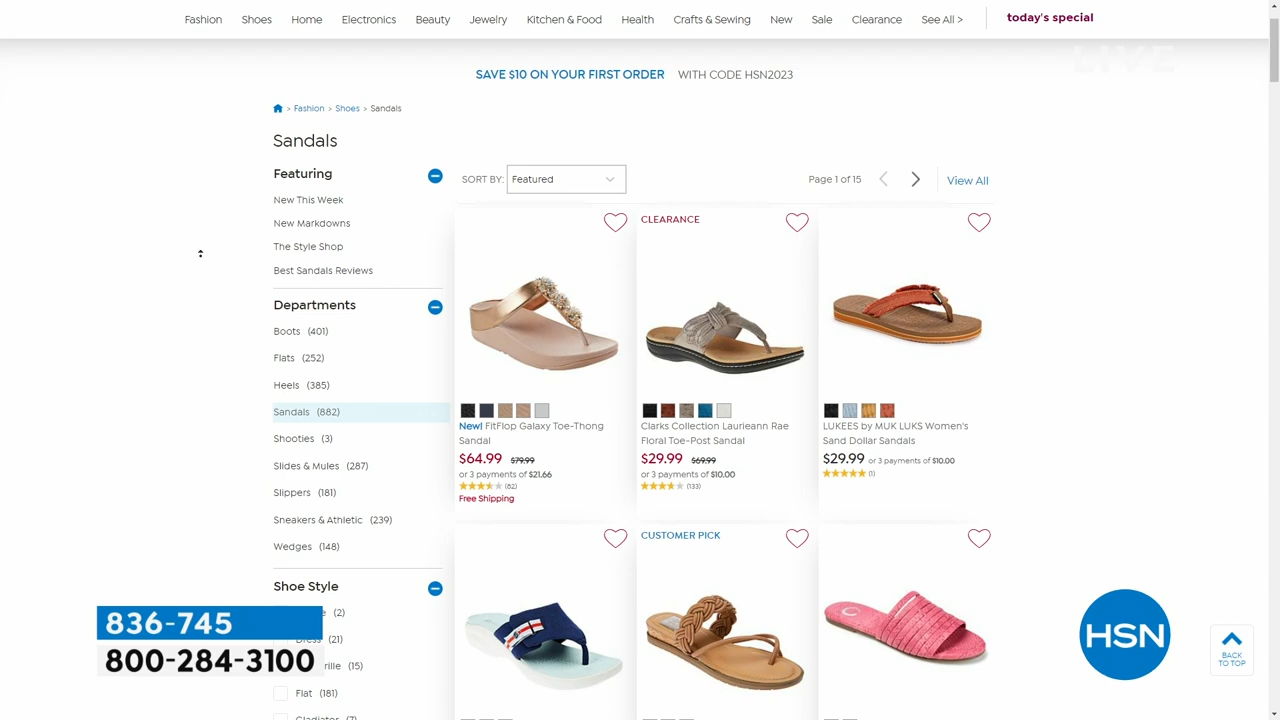 Fashion Shoes Home Electronics Beauty Jewelry Kitchen & Food Health Crafts & Sewing New Sale Clearance See All > today's special
LIVE
SAVE $10 ON YOUR FIRST ORDER WITH CODE HSN2023
> Fashion > Shoes > Sandals
Sandals
Featuring
New This Week
New Markdowns
The Style Shop
Best Sandals Reviews
Departments
Boots (401)
Flats (252)
Heels (385)
Sandals (882)
Shooties (3)
Slides & Mules (287)
Slippers (181)
Sneakers & Athletic (239)
Wedges (148)
Shoe Style
(2)
(21)
(15)
Flat (181)
SORT BY: Featured
Page 1 of 15
View All
New! FitFlop Galaxy Toe-Thong
Sandal
$64.99 $79.99
or 3 payments of $21.66
(82)
Free Shipping
CLEARANCE
Clarks Collection Laurieann Rae
Floral Toe-Post Sandal
$29.99 $69.99
or 3 payments of $10.00
(133)
LUKEES by MUK LUKS Women's
Sand Dollar Sandals
$29.99 or 3 payments of $10.00
(1)
CUSTOMER PICK
836-745
800-284-3100
HSN
BACK
TO TOP